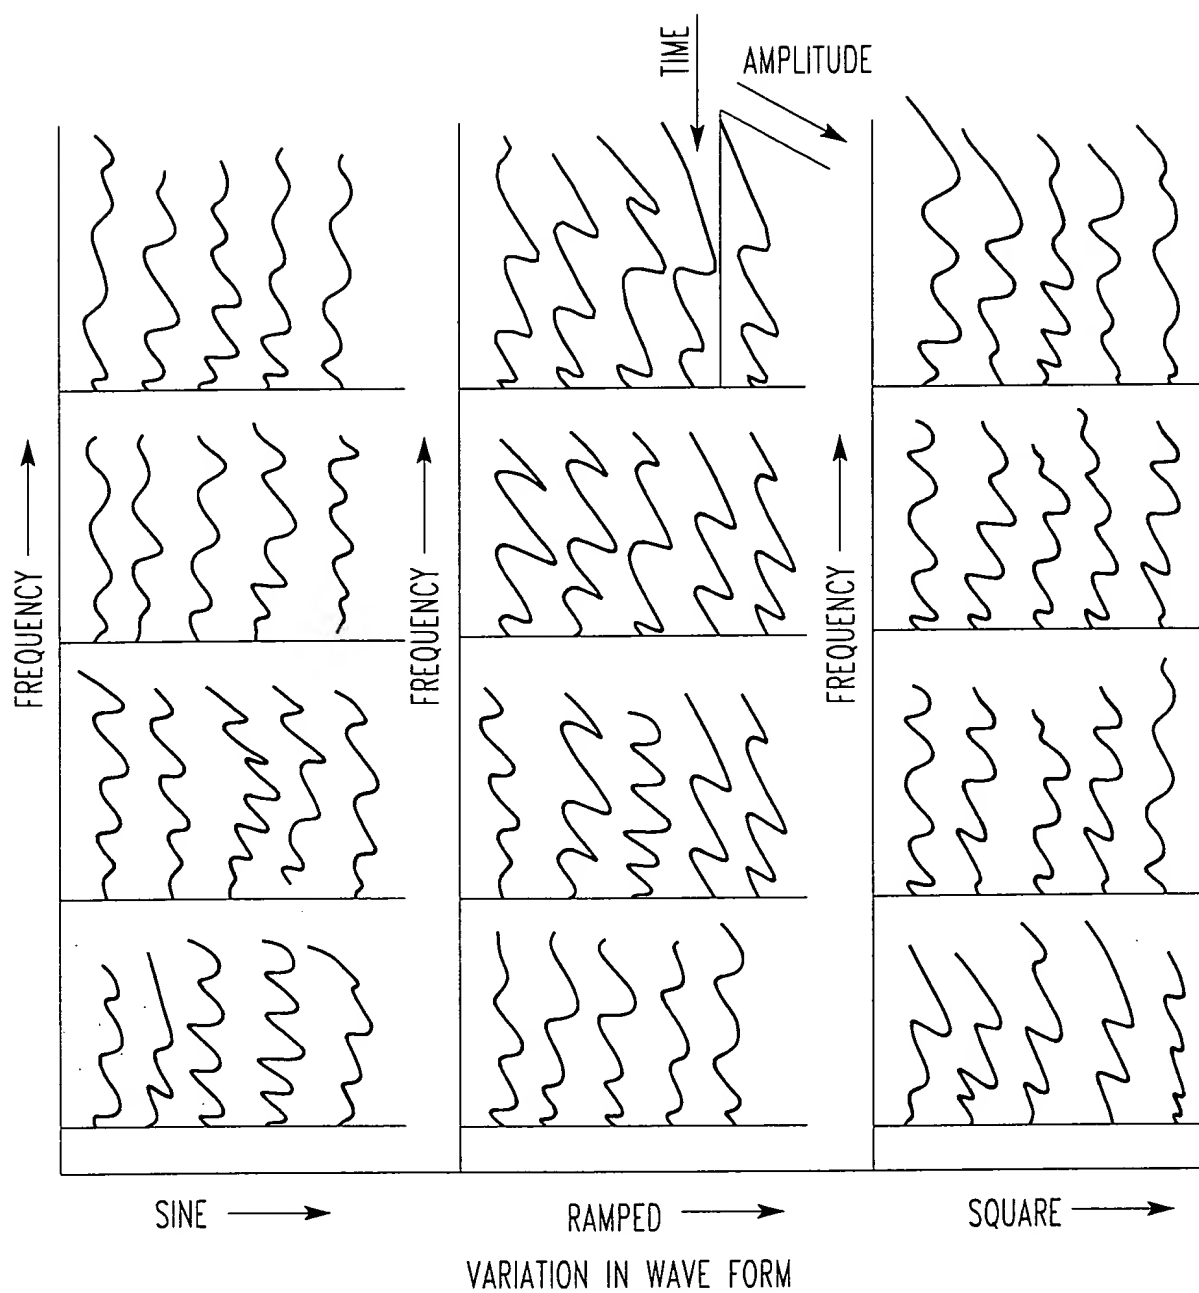 TIME
AMPLITUDE
FREQUENCY
FREQUENCY
FREQUENCY
SINE
RAMPED
SQUARE
VARIATION IN WAVE FORM